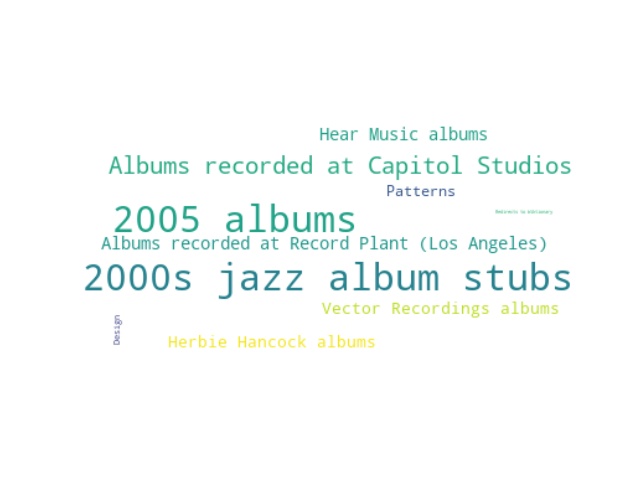 Hear Music albums
Albums recorded at Capitol Studios
Patterns
2005 albums
Albums recorded at Record Plant (Los Angeles)
2000s jazz album stubs
Vector Recordings albums
Design
Herbie Hancock albums